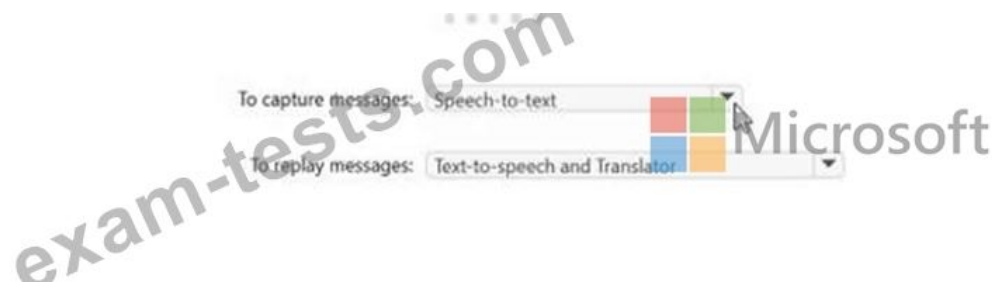 To capture messages: Speech-to-text
Microsoft
To replay messages: Text-to-speech and Translator
exam-tests.com